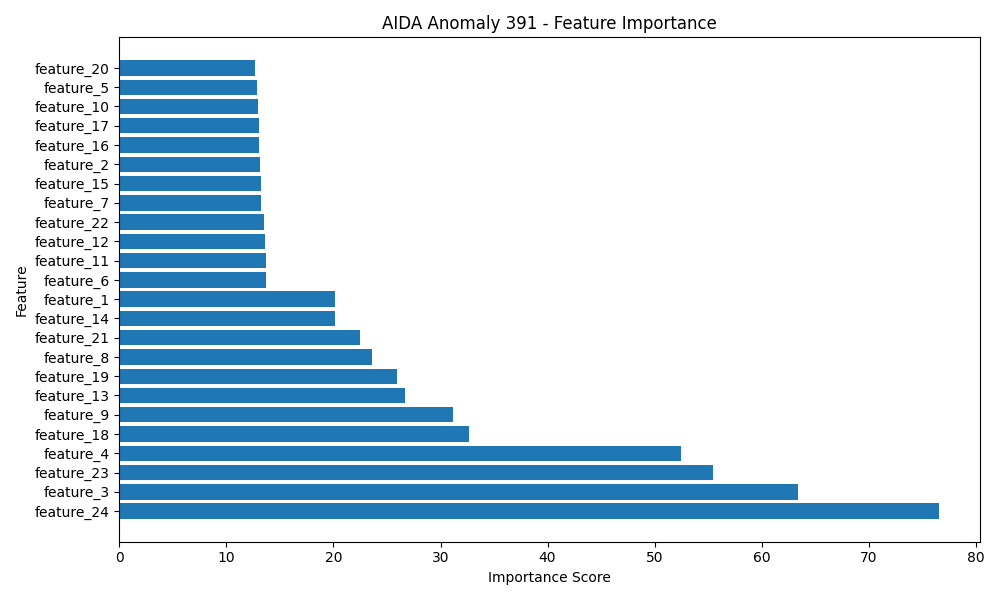 AIDA Anomaly 391 - Feature Importance
feature_20
feature_5
feature_10
feature_17
feature_16
feature_2
feature_15
feature_7
feature_22
feature_12
feature_11
feature_6
feature_1
feature_14
feature_21
feature_8
feature_19
feature_13
feature_9
feature_18
feature_4
feature_23
feature_3
feature_24
Feature
0 10 20 30 40 50 60 70 80
Importance Score